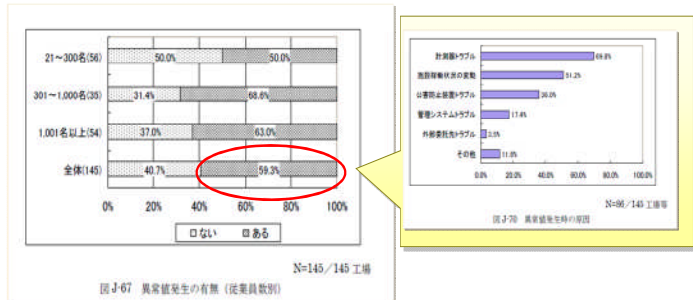 21～300名(56)
50.0%
50.0%
301～1,000名(35)
31.4%
68.6%
1,001名以上(54)
37.0%
63.0%
全体(145)
40.7%
59.3%
0%
20%
40%
60%
80%
100%
ない
ある
N=145/145 工場
図 J-67 異常値発生の有無（従業員数別）
計測器トラブル
69.8%
施設稼動状況の変動
51.2%
公害防止装置トラブル
36.0%
管理システムトラブル
17.4%
外部委託先トラブル
3.5%
その他
0.0%
20.0%
40.0%
60.0%
80.0%
100.0%
N=86/145 工場等
図 J-70 異常値発生時の原因